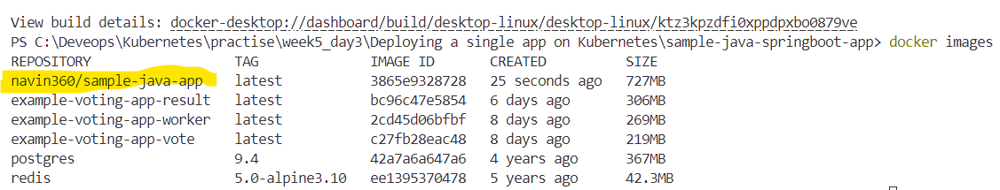 View build details: docker-desktop://dashboard/build/desktop-linux/desktop-linux/ktz3kpzdfi0xppdpxbo0879ve
PS C:\Deveops\Kubernetes\practise\week5_day3\Deploying a single app on Kubernetes\sample-java-springboot-app> docker images
REPOSITORY TAG IMAGE ID CREATED SIZE
navin360/sample-java-app latest 3865e9328728 25 seconds ago 727MB
example-voting-app-result latest bc96c47e5854 6 days ago 306MB
example-voting-app-worker latest 2cd45d06bfbf 8 days ago 269MB
example-voting-app-vote latest c27fb28eac48 8 days ago 219MB
postgres 9.4 42a7a6a647a6 4 years ago 367MB
redis 5.0-alpine3.10 ee1395370478 5 years ago 42.3MB